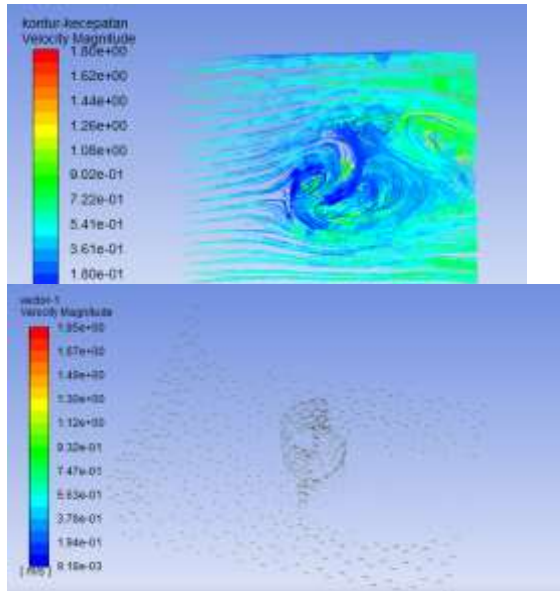 kontur-kecepatan
Velocity Magnitude
1.80e+00
1.62e+00
1.44e+00
1.26e+00
1.08e+00
9.02e-01
7.22e-01
5.41e-01
3.61e-01
1.80e-01
vector-1
Velocity Magnitude
1.85e+00
1.67e+00
1.49e+00
1.30e+00
1.12e+00
9.32e-01
7.47e-01
5.63e-01
3.78e-01
1.94e-01
9.18e-03